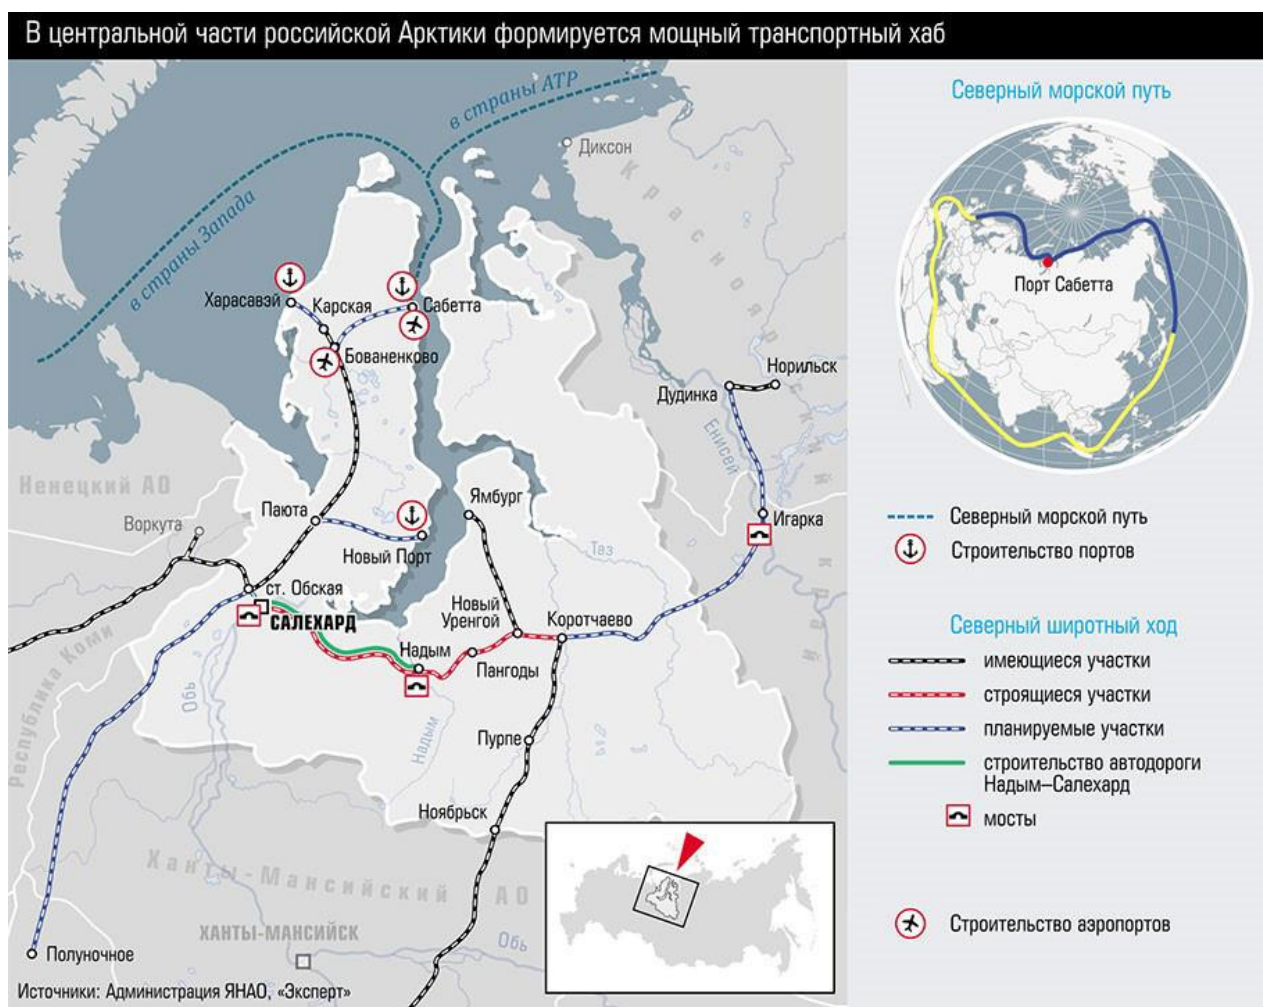 В центральной части российской Арктики формируется мощный транспортный хаб
в страны АТР
Диксон
Красноярский край
в страны Запада
Харасавэй
Карская
Сабетта
Бованенково
Норильск
Дудинка
Енисей
Ненецкий АО
Воркута
Паюта
Ямбург
Игарка
Новый Порт
Таз
ст. Обская
САЛЕХАРД
Новый
Уренгой
Коротчаево
Надым
Пангоды
Республика Коми
Обь
Надым
Пурпе
Ноябрьск
Ханты-Мансийский АО
ХАНТЫ-МАНСИЙСК
Обь
Полуночное
Источники: Администрация ЯНАО, «Эксперт»
Северный морской путь
Порт Сабетта
Северный морской путь
Строительство портов
Северный широтный ход
имеющиеся участки
строящиеся участки
планируемые участки
строительство автодороги
Надым–Салехард
мосты
Строительство аэропортов